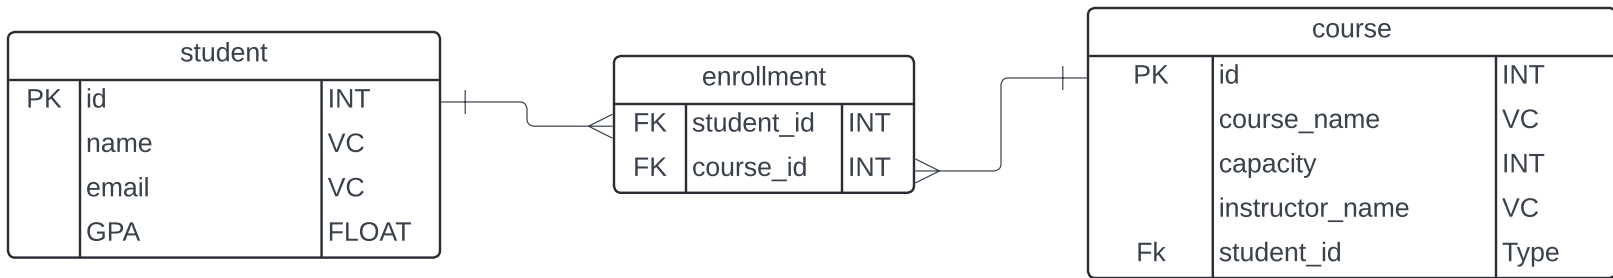 student
PK id INT
name VC
email VC
GPA FLOAT
enrollment
FK student_id INT
FK course_id INT
course
PK id INT
course_name VC
capacity INT
instructor_name VC
Fk student_id Type